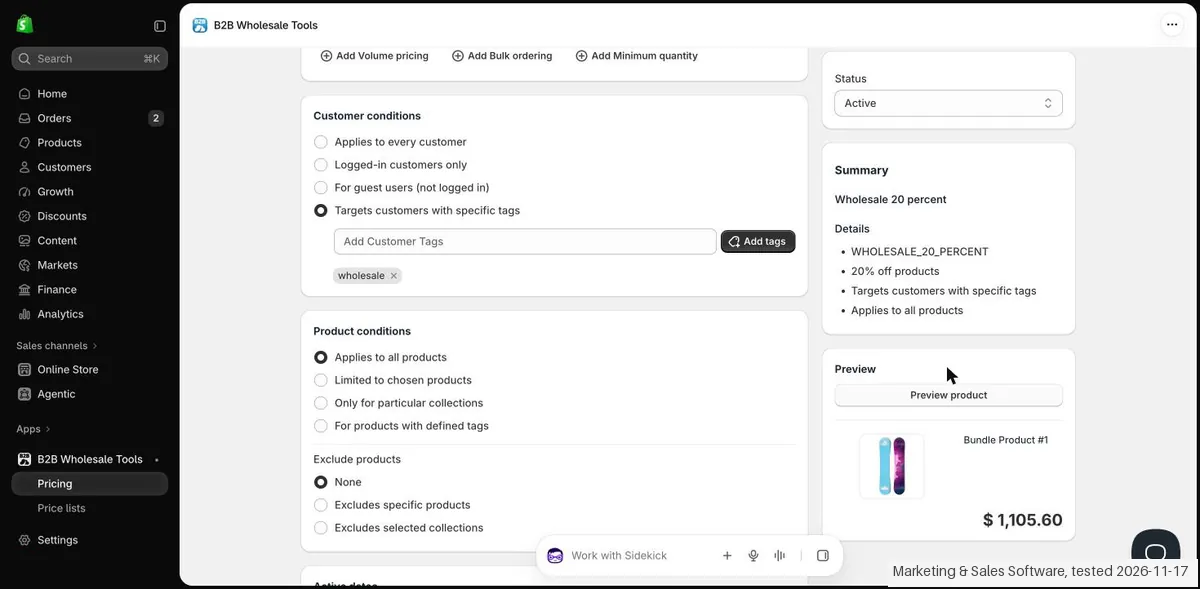 Search ⌘K
Home
Orders 2
Products
Customers
Growth
Discounts
Content
Markets
Finance
Analytics
Sales channels >
Online Store
Agentic
Apps >
B2B Wholesale Tools
Pricing
Price lists
Settings
B2B Wholesale Tools
Add Volume pricing Add Bulk ordering Add Minimum quantity
Customer conditions
Applies to every customer
Logged-in customers only
For guest users (not logged in)
Targets customers with specific tags
Add Customer Tags Add tags
wholesale ×
Product conditions
Applies to all products
Limited to chosen products
Only for particular collections
For products with defined tags
Exclude products
None
Excludes specific products
Excludes selected collections
Active dates
Work with Sidekick
Status
Active
Summary
Wholesale 20 percent
Details
• WHOLESALE_20_PERCENT
• 20% off products
• Targets customers with specific tags
• Applies to all products
Preview
Preview product
Bundle Product #1
$ 1,105.60
Marketing & Sales Software, tested 2026-11-17